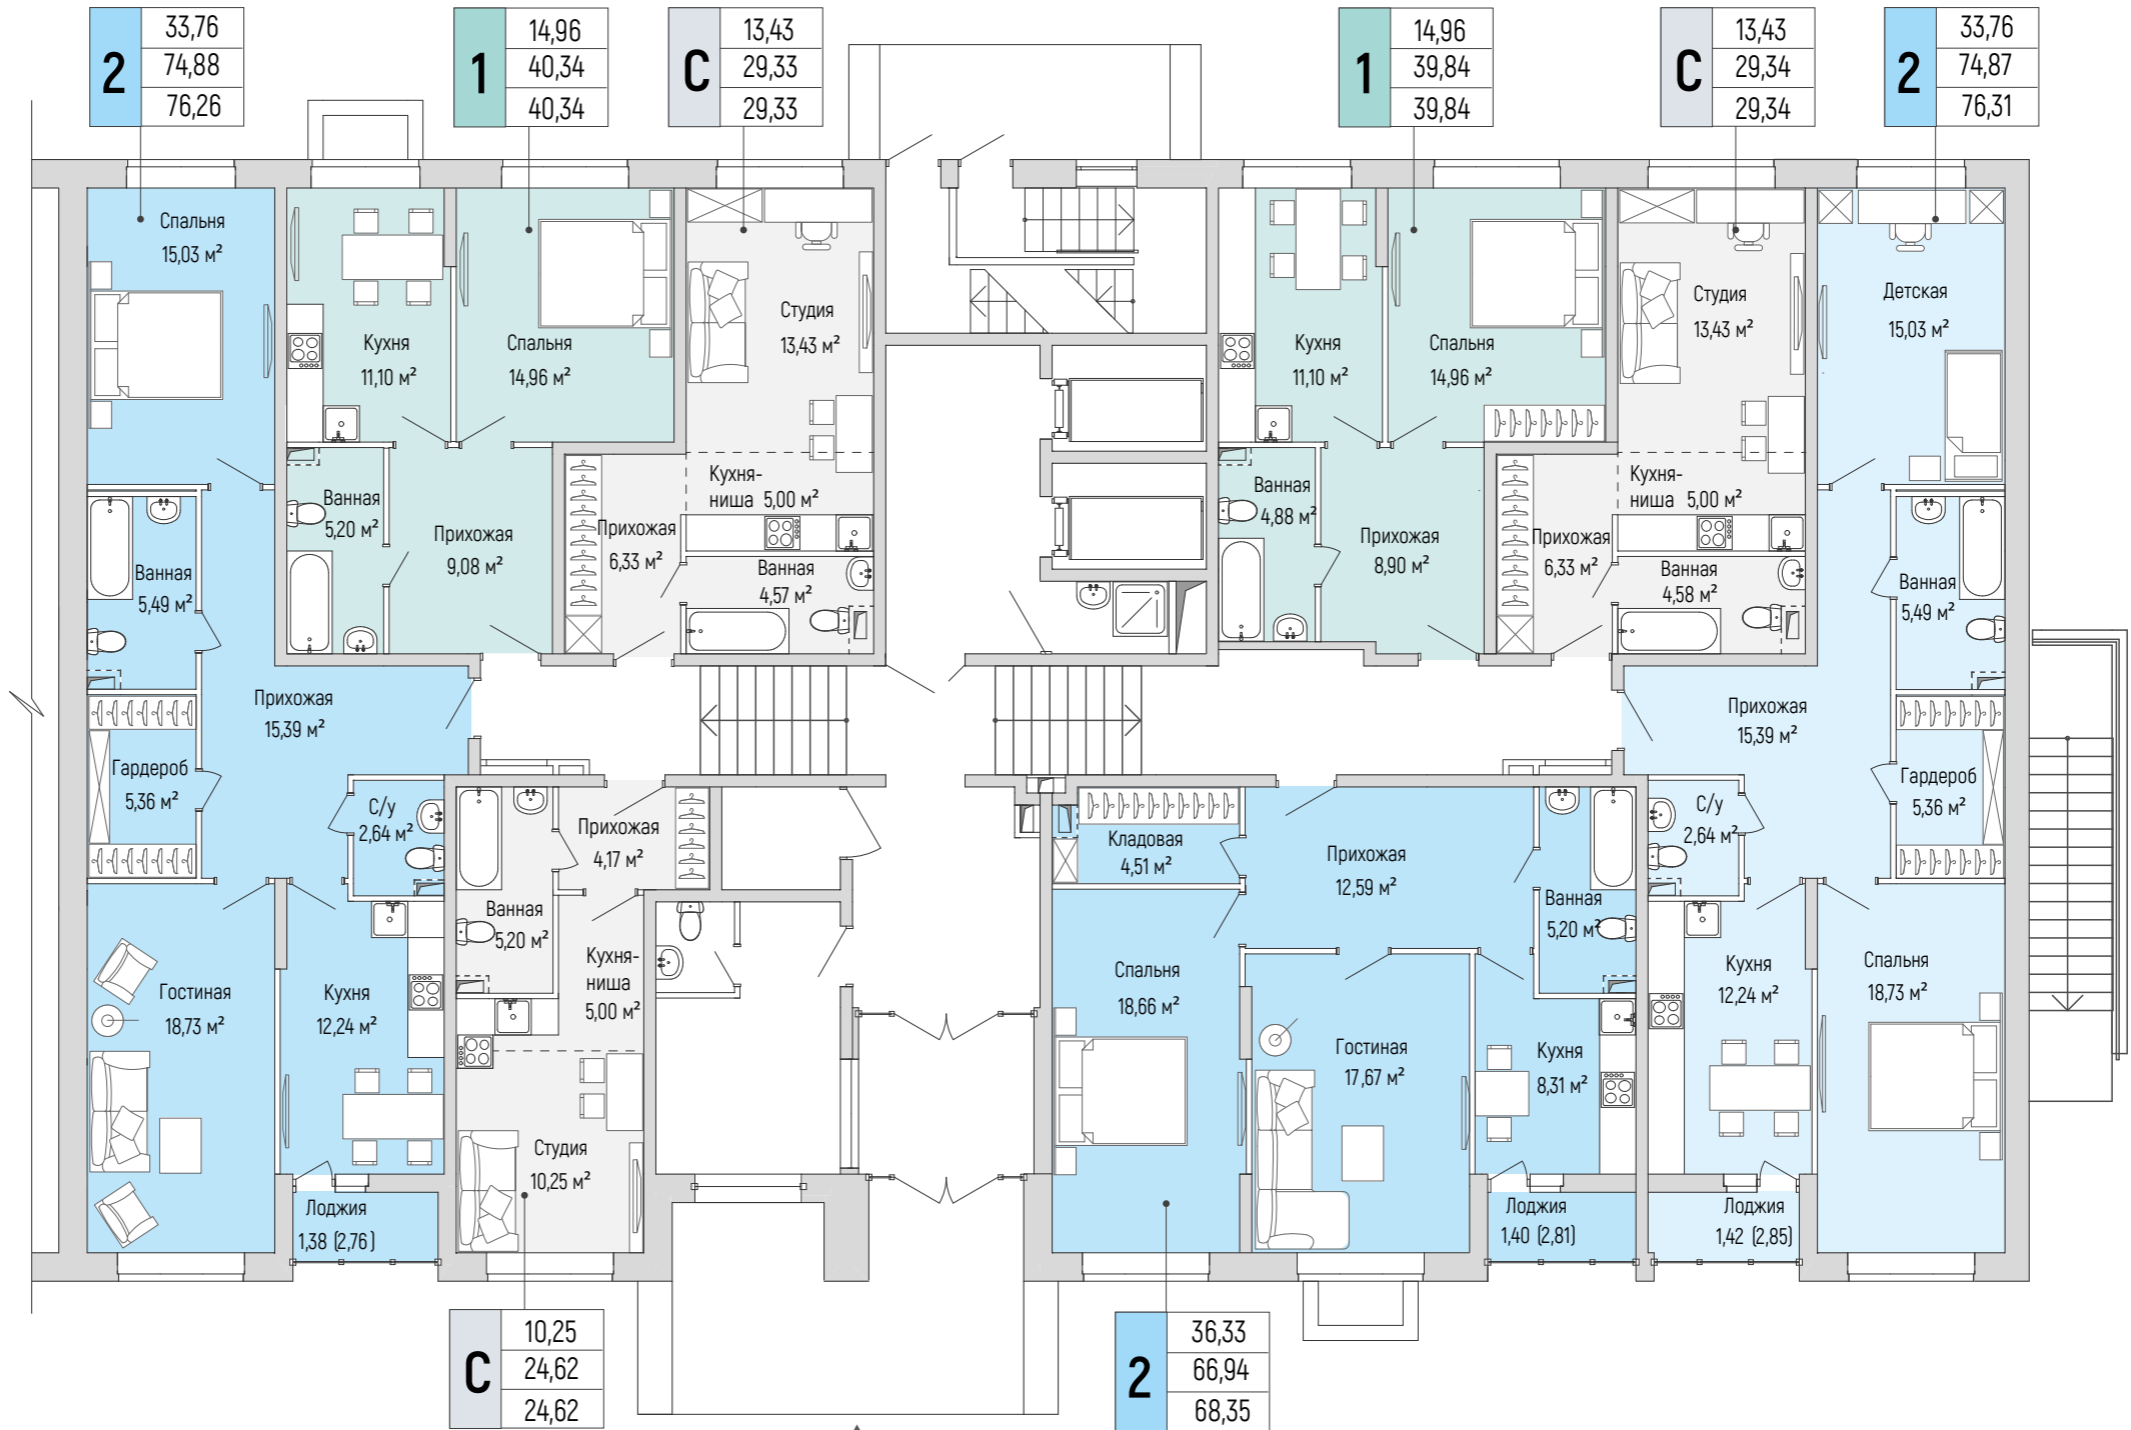 2
33,76
74,88
76,26
1
14,96
40,34
40,34
С
13,43
29,33
29,33
1
14,96
39,84
39,84
С
13,43
29,34
29,34
2
33,76
74,87
76,31
Спальня
15,03 м²
Кухня
11,10 м²
Спальня
14,96 м²
Студия
13,43 м²
Кухня-
ниша 5,00 м²
Ванная
5,20 м²
Прихожая
9,08 м²
Прихожая
6,33 м²
Ванная
4,57 м²
Ванная
5,49 м²
Прихожая
15,39 м²
Гардероб
5,36 м²
С/у
2,64 м²
Гостиная
18,73 м²
Кухня
12,24 м²
Лоджия
1,38 (2,76)
Прихожая
4,17 м²
Ванная
5,20 м²
Кухня-
ниша
5,00 м²
Студия
10,25 м²
Кухня
11,10 м²
Спальня
14,96 м²
Студия
13,43 м²
Детская
15,03 м²
Кухня-
ниша 5,00 м²
Ванная
4,88 м²
Прихожая
8,90 м²
Прихожая
6,33 м²
Ванная
4,58 м²
Ванная
5,49 м²
Прихожая
15,39 м²
Гардероб
5,36 м²
С/у
2,64 м²
Кладовая
4,51 м²
Прихожая
12,59 м²
Ванная
5,20 м²
Спальня
18,66 м²
Гостиная
17,67 м²
Кухня
8,31 м²
Кухня
12,24 м²
Спальня
18,73 м²
Лоджия
1,40 (2,81)
Лоджия
1,42 (2,85)
С
10,25
24,62
24,62
2
36,33
66,94
68,35